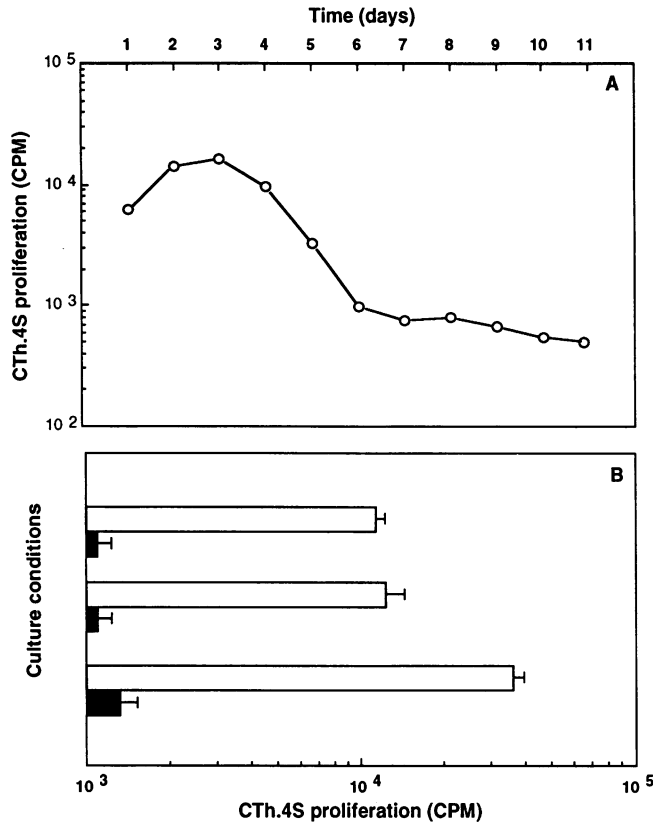 Time (days)
1 2 3 4 5 6 7 8 9 10 11
A
10 5
10 4
10 3
10 2
CTh.4S proliferation (CPM)
B
Culture conditions
10 3 10 4 10 5
CTh.4S proliferation (CPM)